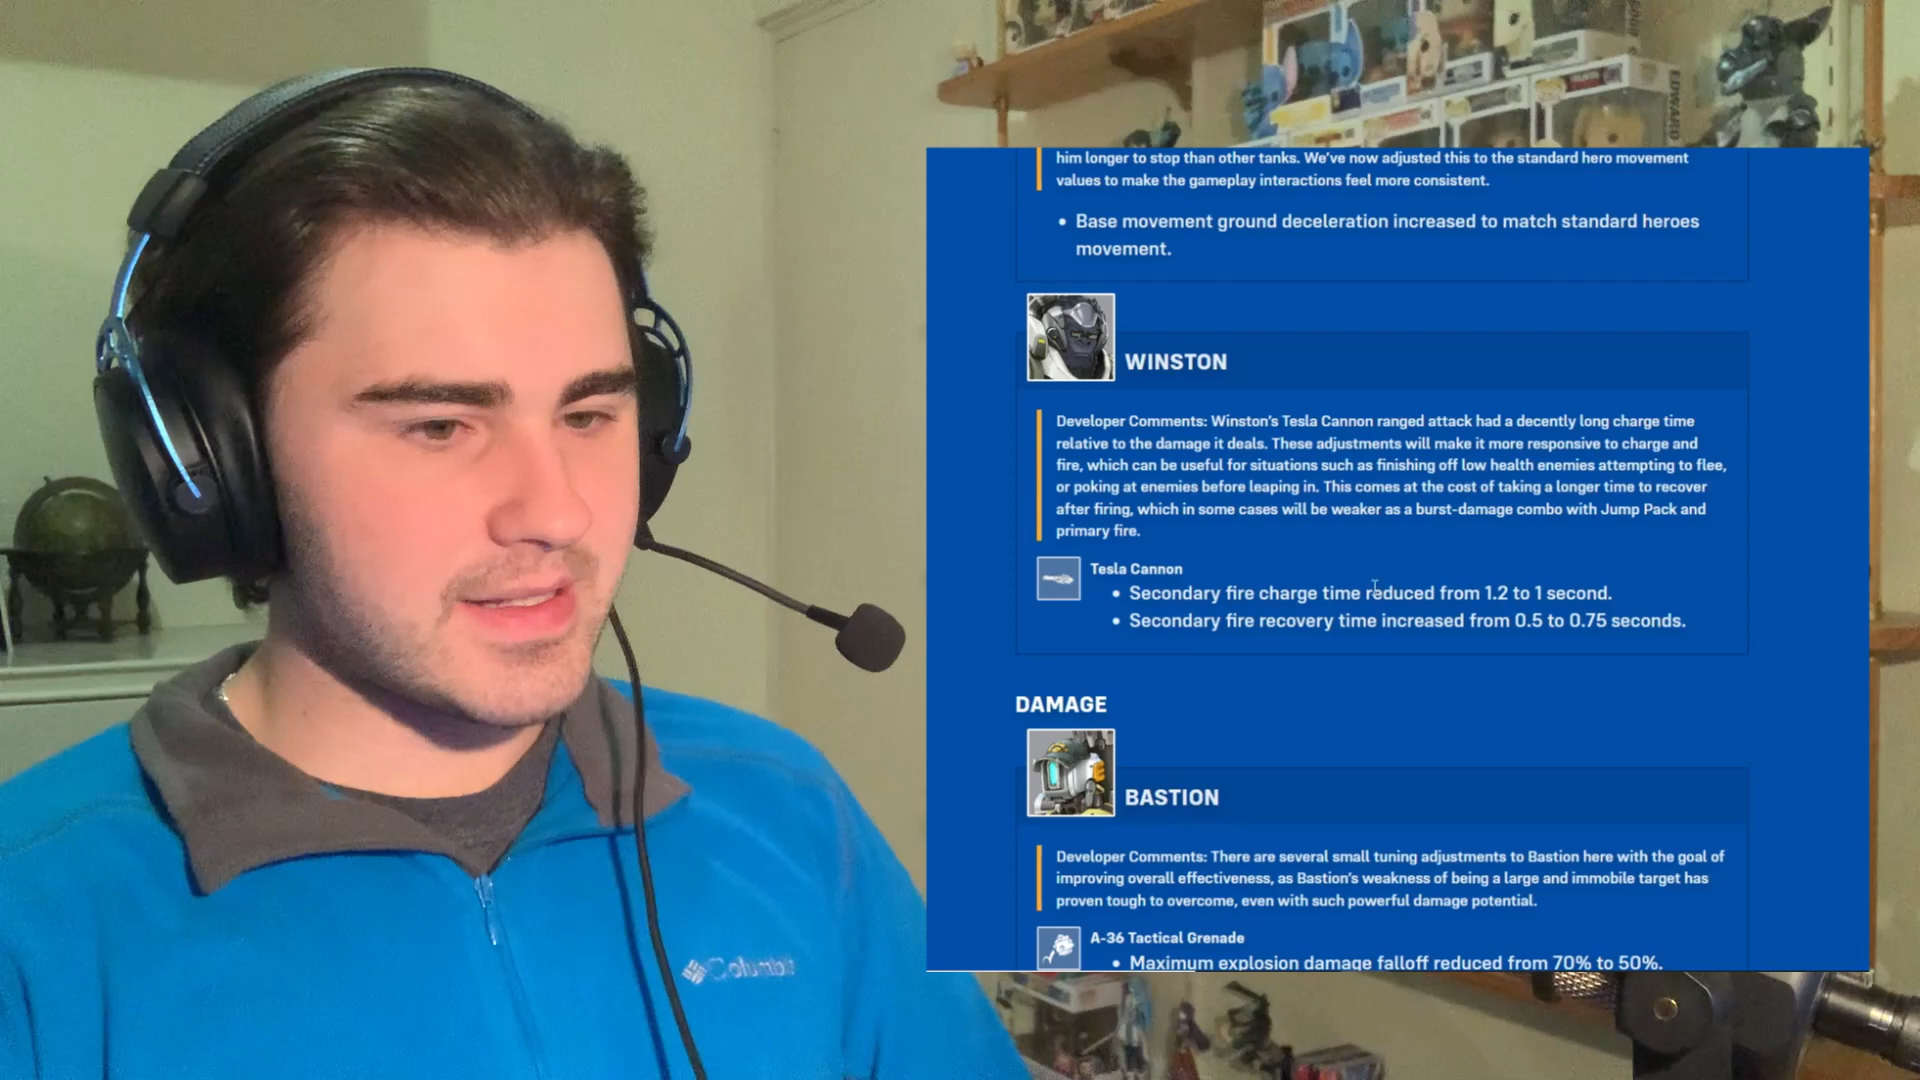 EDWARD
him longer to stop than other tanks. We've now adjusted this to the standard hero movement
values to make the gameplay interactions feel more consistent.
• Base movement ground deceleration increased to match standard heroes
movement.
WINSTON
Developer Comments: Winston's Tesla Cannon ranged attack had a decently long charge time
relative to the damage it deals. These adjustments will make it more responsive to charge and
fire, which can be useful for situations such as finishing off low health enemies attempting to flee,
or poking at enemies before leaping in. This comes at the cost of taking a longer time to recover
after firing, which in some cases will be weaker as a burst-damage combo with Jump Pack and
primary fire.
Tesla Cannon
• Secondary fire charge time reduced from 1.2 to 1 second.
• Secondary fire recovery time increased from 0.5 to 0.75 seconds.
DAMAGE
BASTION
Developer Comments: There are several small tuning adjustments to Bastion here with the goal of
improving overall effectiveness, as Bastion's weakness of being a large and immobile target has
proven tough to overcome, even with such powerful damage potential.
A-36 Tactical Grenade
• Maximum explosion damage falloff reduced from 70% to 50%.
Columbia